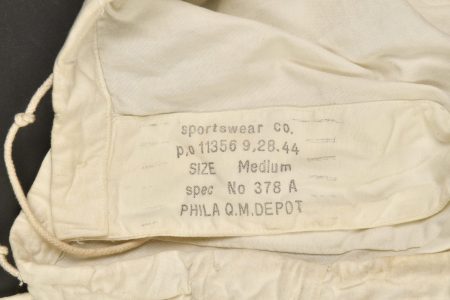 sportswear co.
p,o 11356 9,28.44
SIZE Medium
spec No 378 A
PHILA Q.M.DEPOT